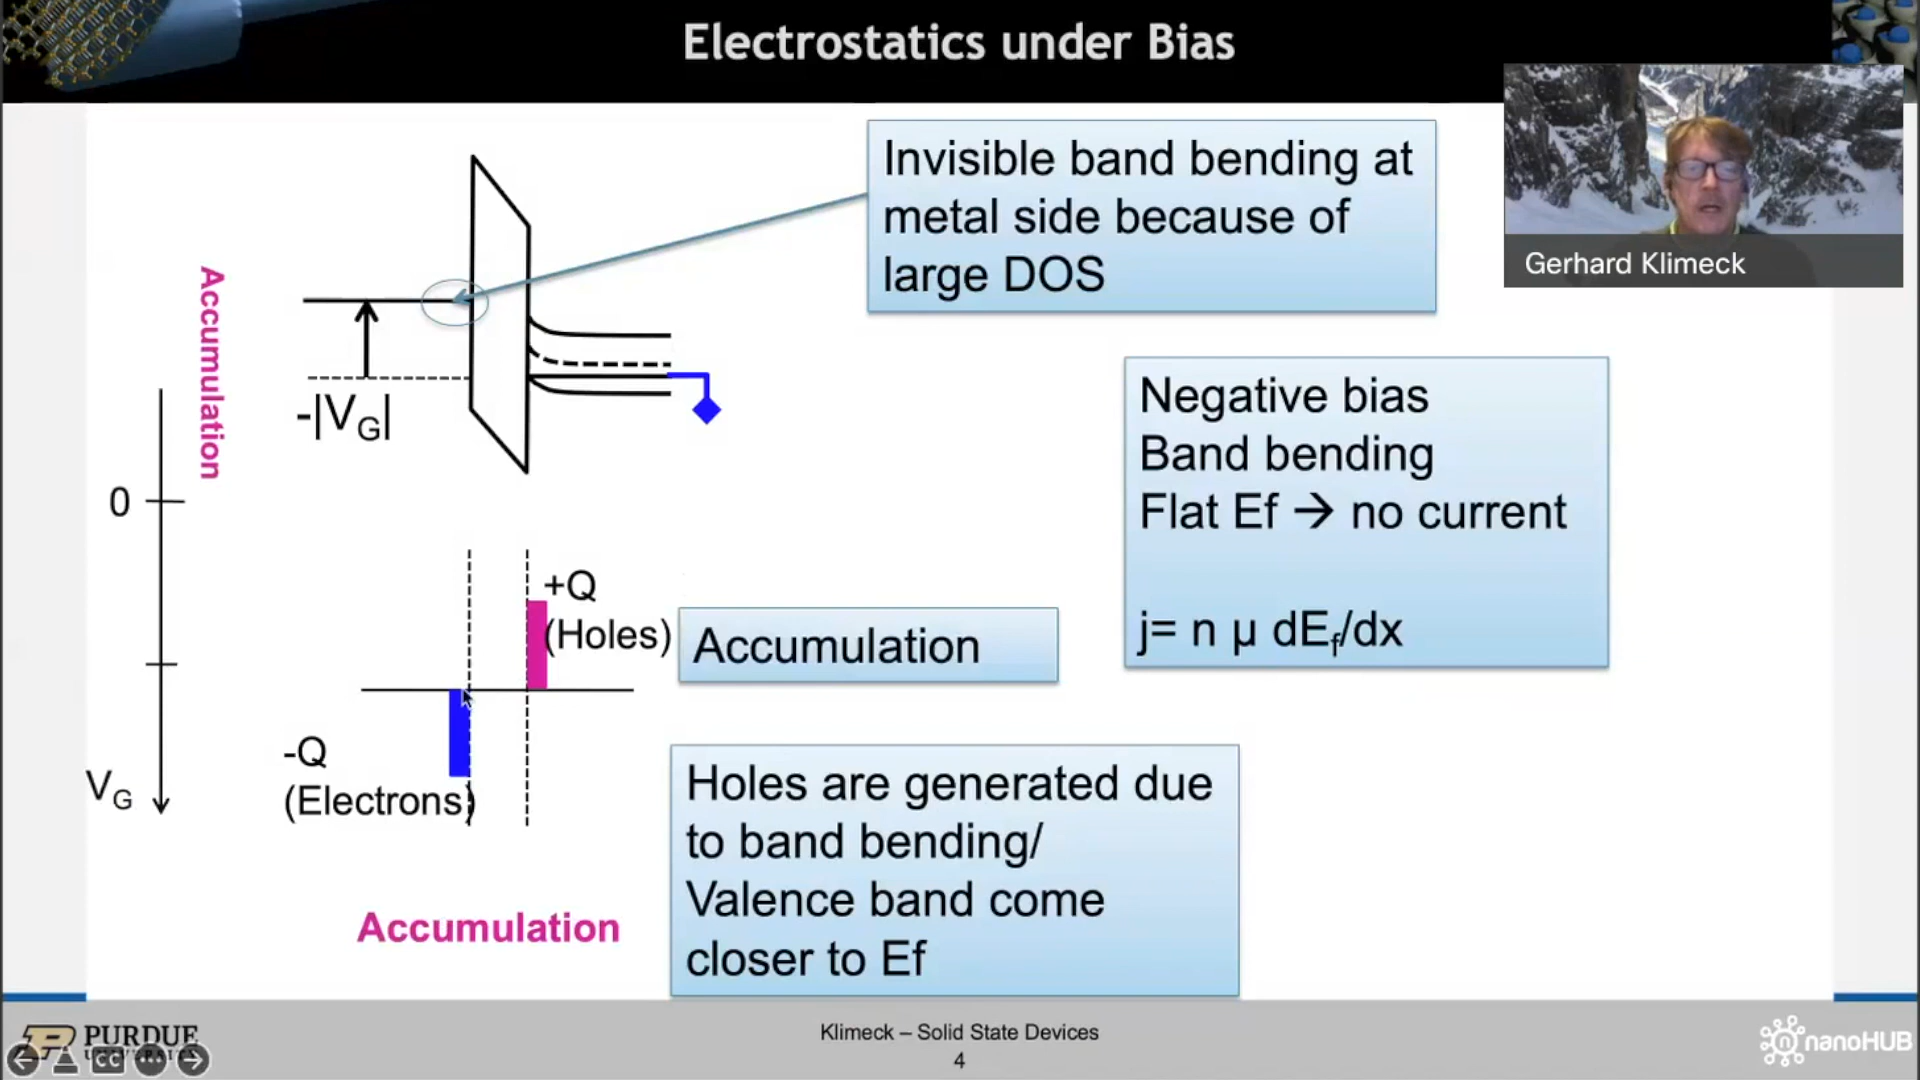 Electrostatics under Bias
Invisible band bending at
metal side because of
large DOS
Gerhard Klimeck
Accumulation
-|VG|
0
VG
Negative bias
Band bending
Flat Ef → no current
j= n μ dEf/dx
+Q
(Holes)
Accumulation
-Q
(Electrons)
Holes are generated due
to band bending/
Valence band come
closer to Ef
Accumulation
PURDUE
UNIVERSITY
CC
Klimeck – Solid State Devices
4
nanoHUB